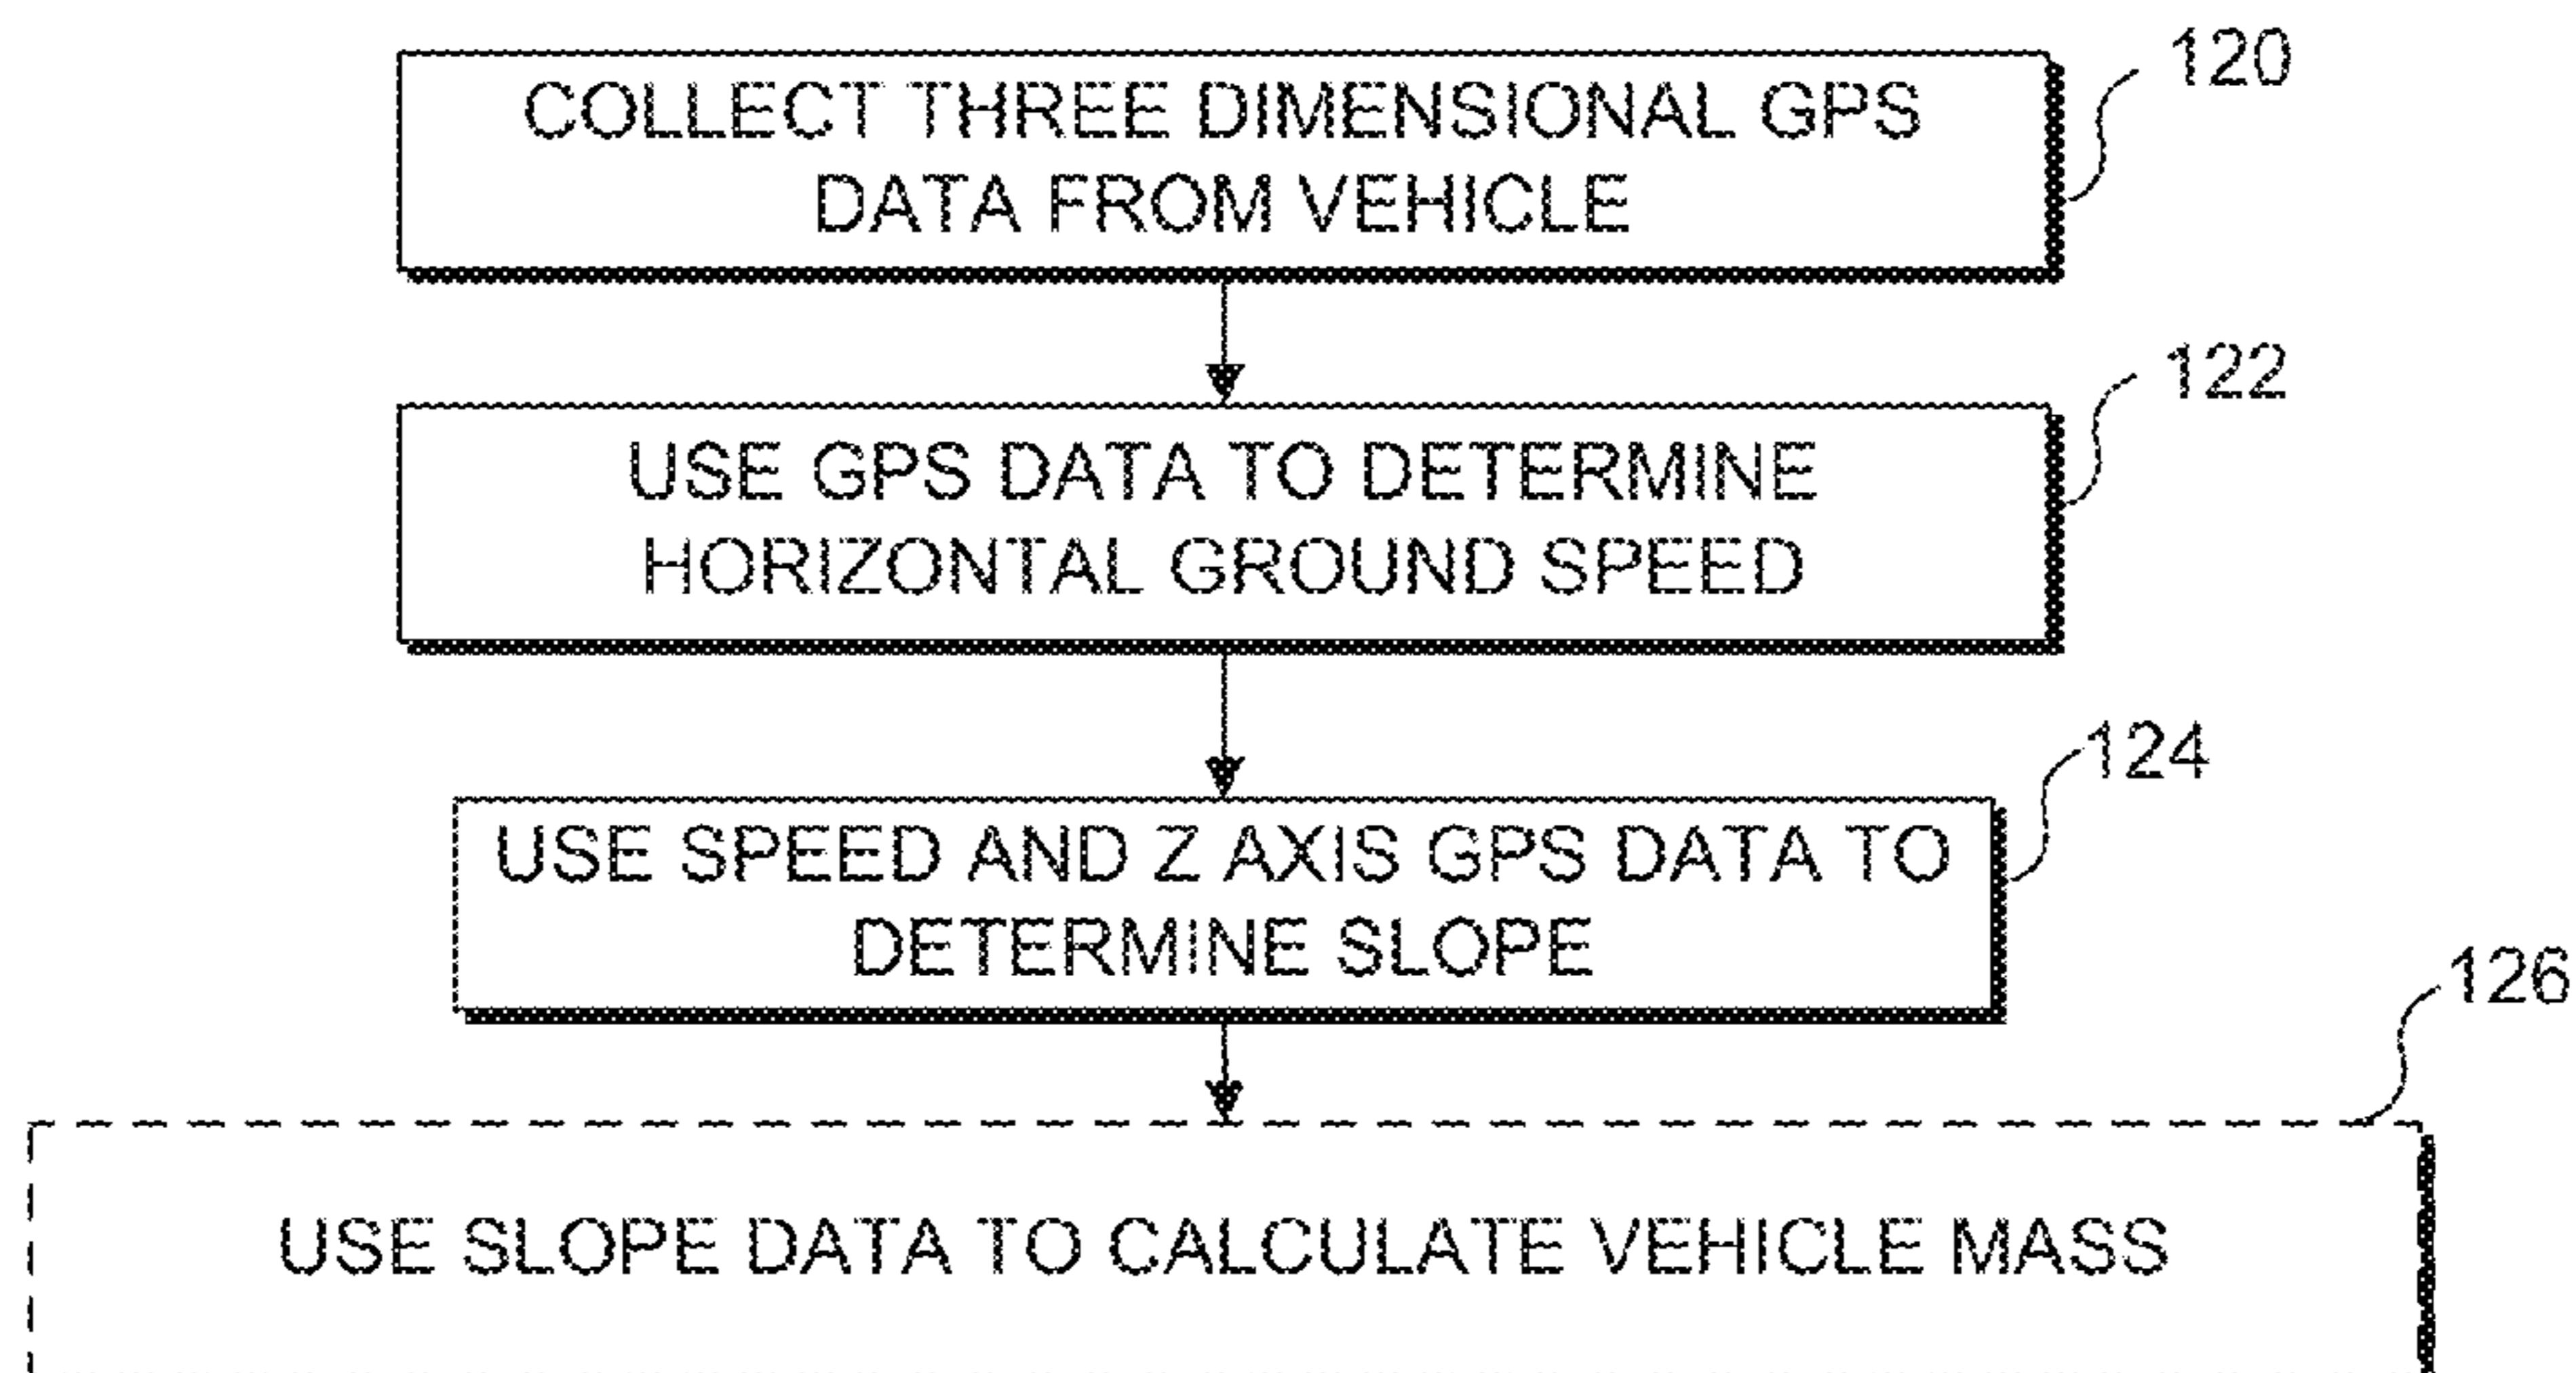 120
COLLECT THREE DIMENSIONAL GPS
DATA FROM VEHICLE
122
USE GPS DATA TO DETERMINE
HORIZONTAL GROUND SPEED
124
USE SPEED AND Z AXIS GPS DATA TO
DETERMINE SLOPE
126
USE SLOPE DATA TO CALCULATE VEHICLE MASS